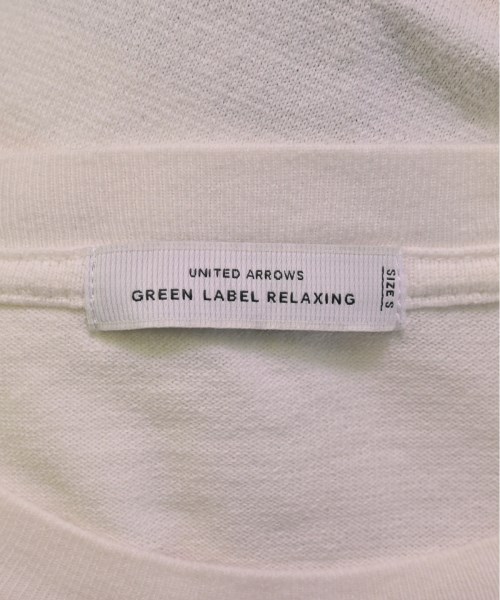 UNITED ARROWS
GREEN LABEL RELAXING
SIZE S